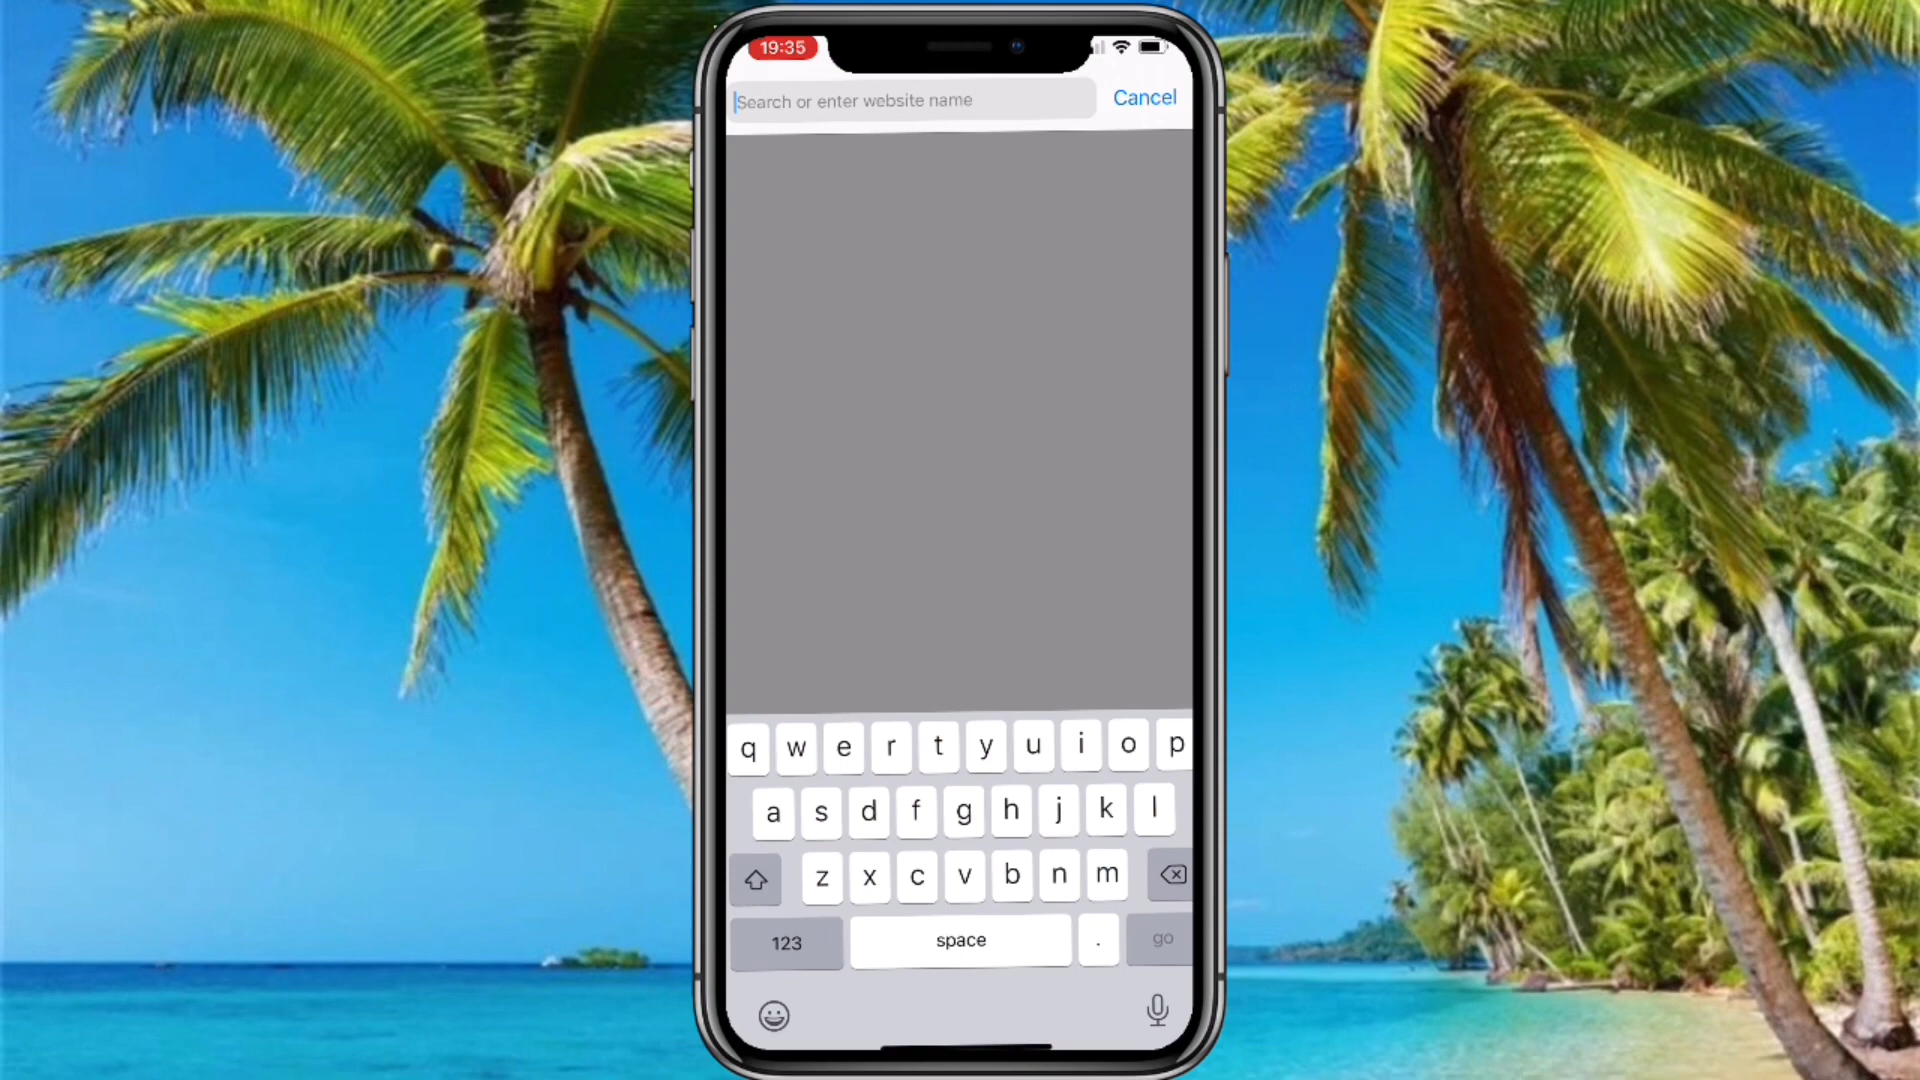 19:35
Search or enter website name Cancel
q w e r t y u i o p
a s d f g h j k l
z x c v b n m
123 space . go